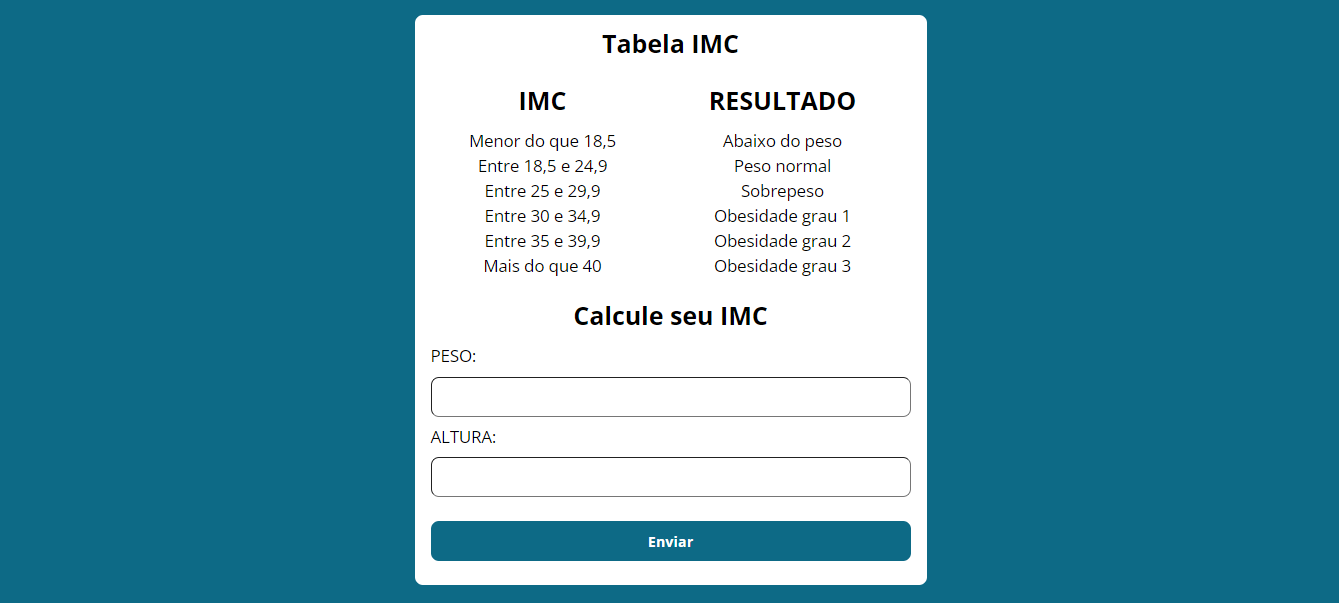 Tabela IMC
IMC RESULTADO
Menor do que 18,5 Abaixo do peso
Entre 18,5 e 24,9 Peso normal
Entre 25 e 29,9 Sobrepeso
Entre 30 e 34,9 Obesidade grau 1
Entre 35 e 39,9 Obesidade grau 2
Mais do que 40 Obesidade grau 3
Calcule seu IMC
PESO:
ALTURA:
Enviar